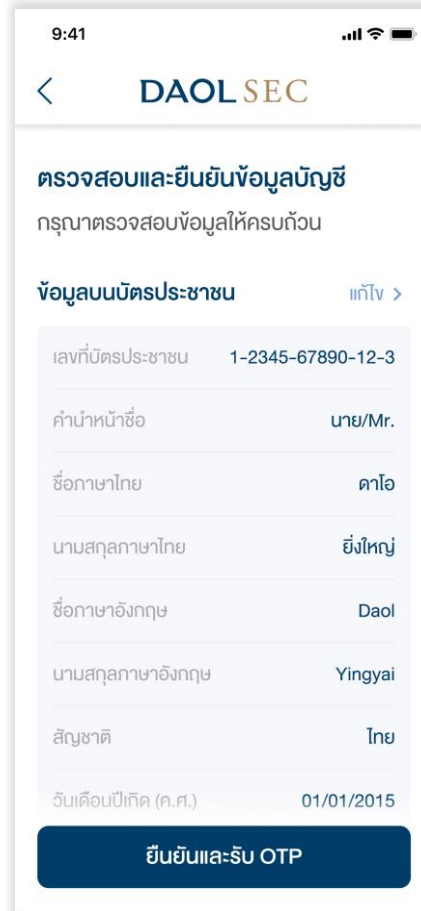 9:41
DAOL SEC
ตรวจสอบและยืนยันข้อมูลบัญชี
กรุณาตรวจสอบข้อมูลให้ครบถ้วน
ข้อมูลบนบัตรประชาชน แก้ไข >
เลขที่บัตรประชาชน 1-2345-67890-12-3
คำนำหน้าชื่อ นาย/Mr.
ชื่อภาษาไทย ดาโอ
นามสกุลภาษาไทย ยิ่งใหญ่
ชื่อภาษาอังกฤษ Daol
นามสกุลภาษาอังกฤษ Yingyai
สัญชาติ ไทย
วันเดือนปีเกิด (ค.ศ.) 01/01/2015
ยืนยันและรับ OTP